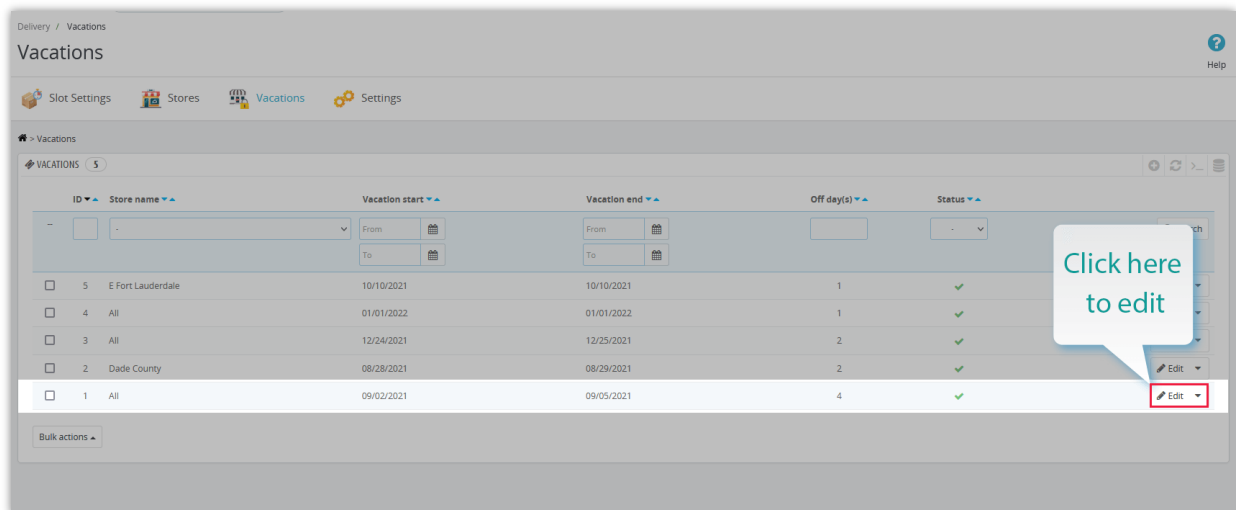 Delivery / Vacations
Vacations
Help
Slot Settings Stores Vacations Settings
> Vacations
VACATIONS 5
ID Store name Vacation start Vacation end Off day(s) Status
- - From From -
To To
5 E Fort Lauderdale 10/10/2021 10/10/2021 1
4 All 01/01/2022 01/01/2022 1
3 All 12/24/2021 12/25/2021 2
2 Dade County 08/28/2021 08/29/2021 2 Edit
1 All 09/02/2021 09/05/2021 4 Edit
Bulk actions
Click here
to edit